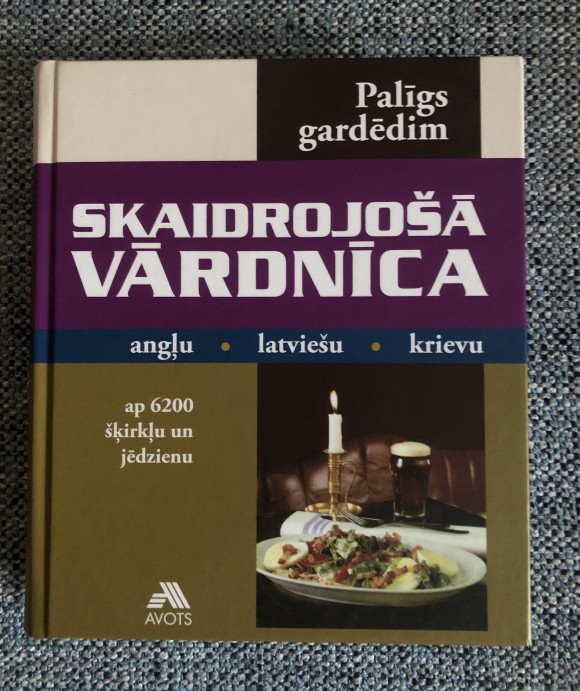 Palīgs
gardēdim
SKAIDROJOŠĀ
VĀRDNĪCA
angļu • latviešu • krievu
ap 6200
šķirkļu un
jēdzienu
AVOTS